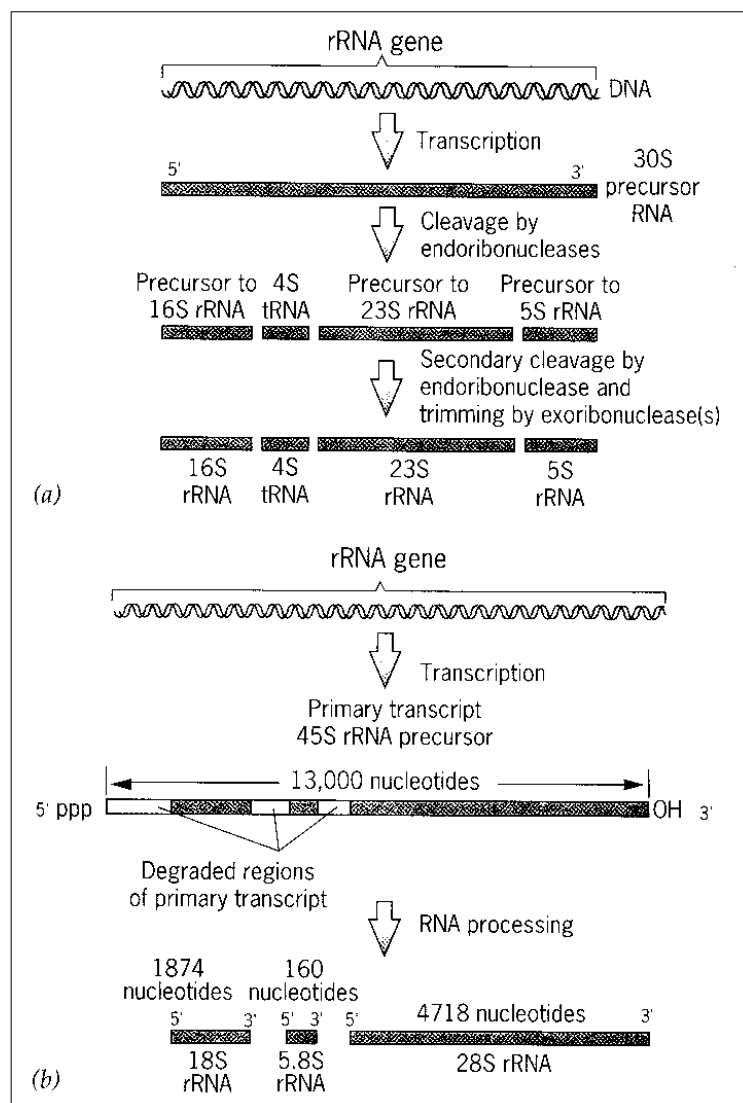 rRNA gene
DNA
Transcription
5'
3'
30S
precursor
RNA
Cleavage by
endoribonucleases
Precursor to
16S rRNA
4S
tRNA
Precursor to
23S rRNA
Precursor to
5S rRNA
Secondary cleavage by
endoribonuclease and
trimming by exoribonuclease(s)
16S
rRNA
4S
tRNA
23S
rRNA
5S
rRNA
(a)
rRNA gene
Transcription
Primary transcript
45S rRNA precursor
13,000 nucleotides
5' ppp
OH 3'
Degraded regions
of primary transcript
RNA processing
1874
nucleotides
160
nucleotides
4718 nucleotides
5' 3'
5' 3'
5' 3'
18S
rRNA
5.8S
rRNA
28S rRNA
(b)